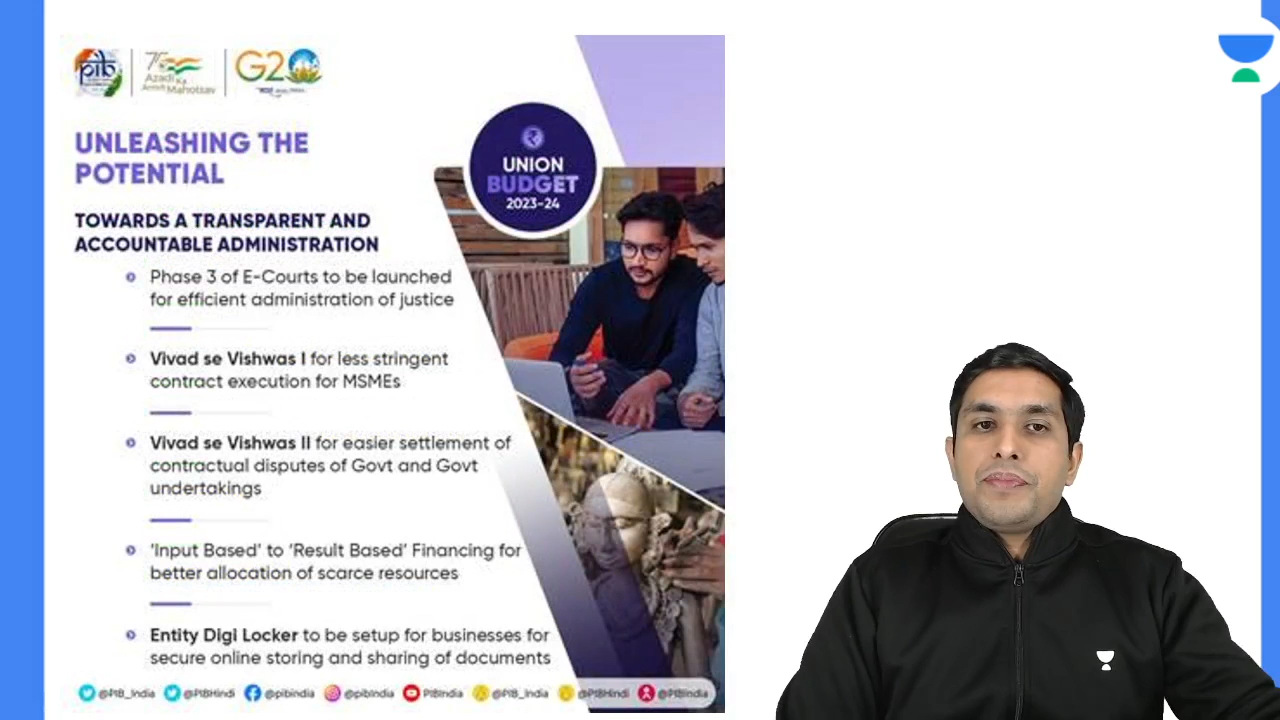 pib
Azadi Ka
Amrit Mahotsav
G20
UNLEASHING THE
POTENTIAL
UNION
BUDGET
2023-24
TOWARDS A TRANSPARENT AND
ACCOUNTABLE ADMINISTRATION
Phase 3 of E-Courts to be launched
for efficient administration of justice
Vivad se Vishwas I for less stringent
contract execution for MSMEs
Vivad se Vishwas II for easier settlement of
contractual disputes of Govt and Govt
undertakings
'Input Based' to 'Result Based' Financing for
better allocation of scarce resources
Entity Digi Locker to be setup for businesses for
secure online storing and sharing of documents
@PIB_India @PIBHindi @pibindia @pibindia PIBIndia @PIB_India @PIBHindi @PIBIndia